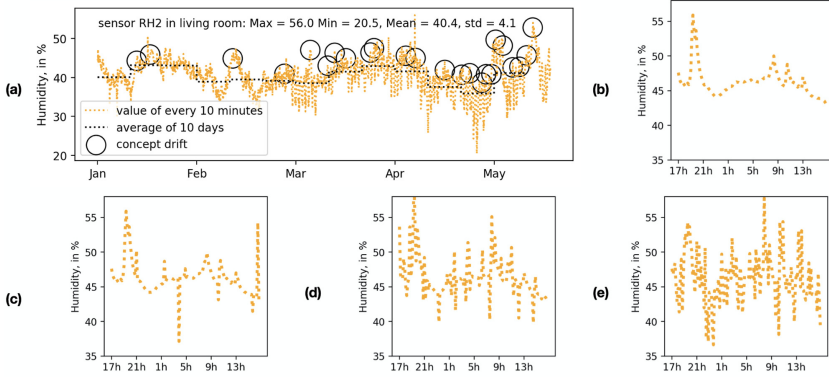 sensor RH2 in living room: Max = 56.0 Min = 20.5, Mean = 40.4, std = 4.1
50
40
30
20
Humidity, in %
(a)
value of every 10 minutes
average of 10 days
concept drift
Jan Feb Mar Apr May
55
50
45
40
35
Humidity, in %
(b)
17h 21h 1h 5h 9h 13h
55
50
45
40
35
Humidity, in %
(c)
17h 21h 1h 5h 9h 13h
55
50
45
40
35
Humidity, in %
(d)
17h 21h 1h 5h 9h 13h
55
50
45
40
35
Humidity, in %
(e)
17h 21h 1h 5h 9h 13h